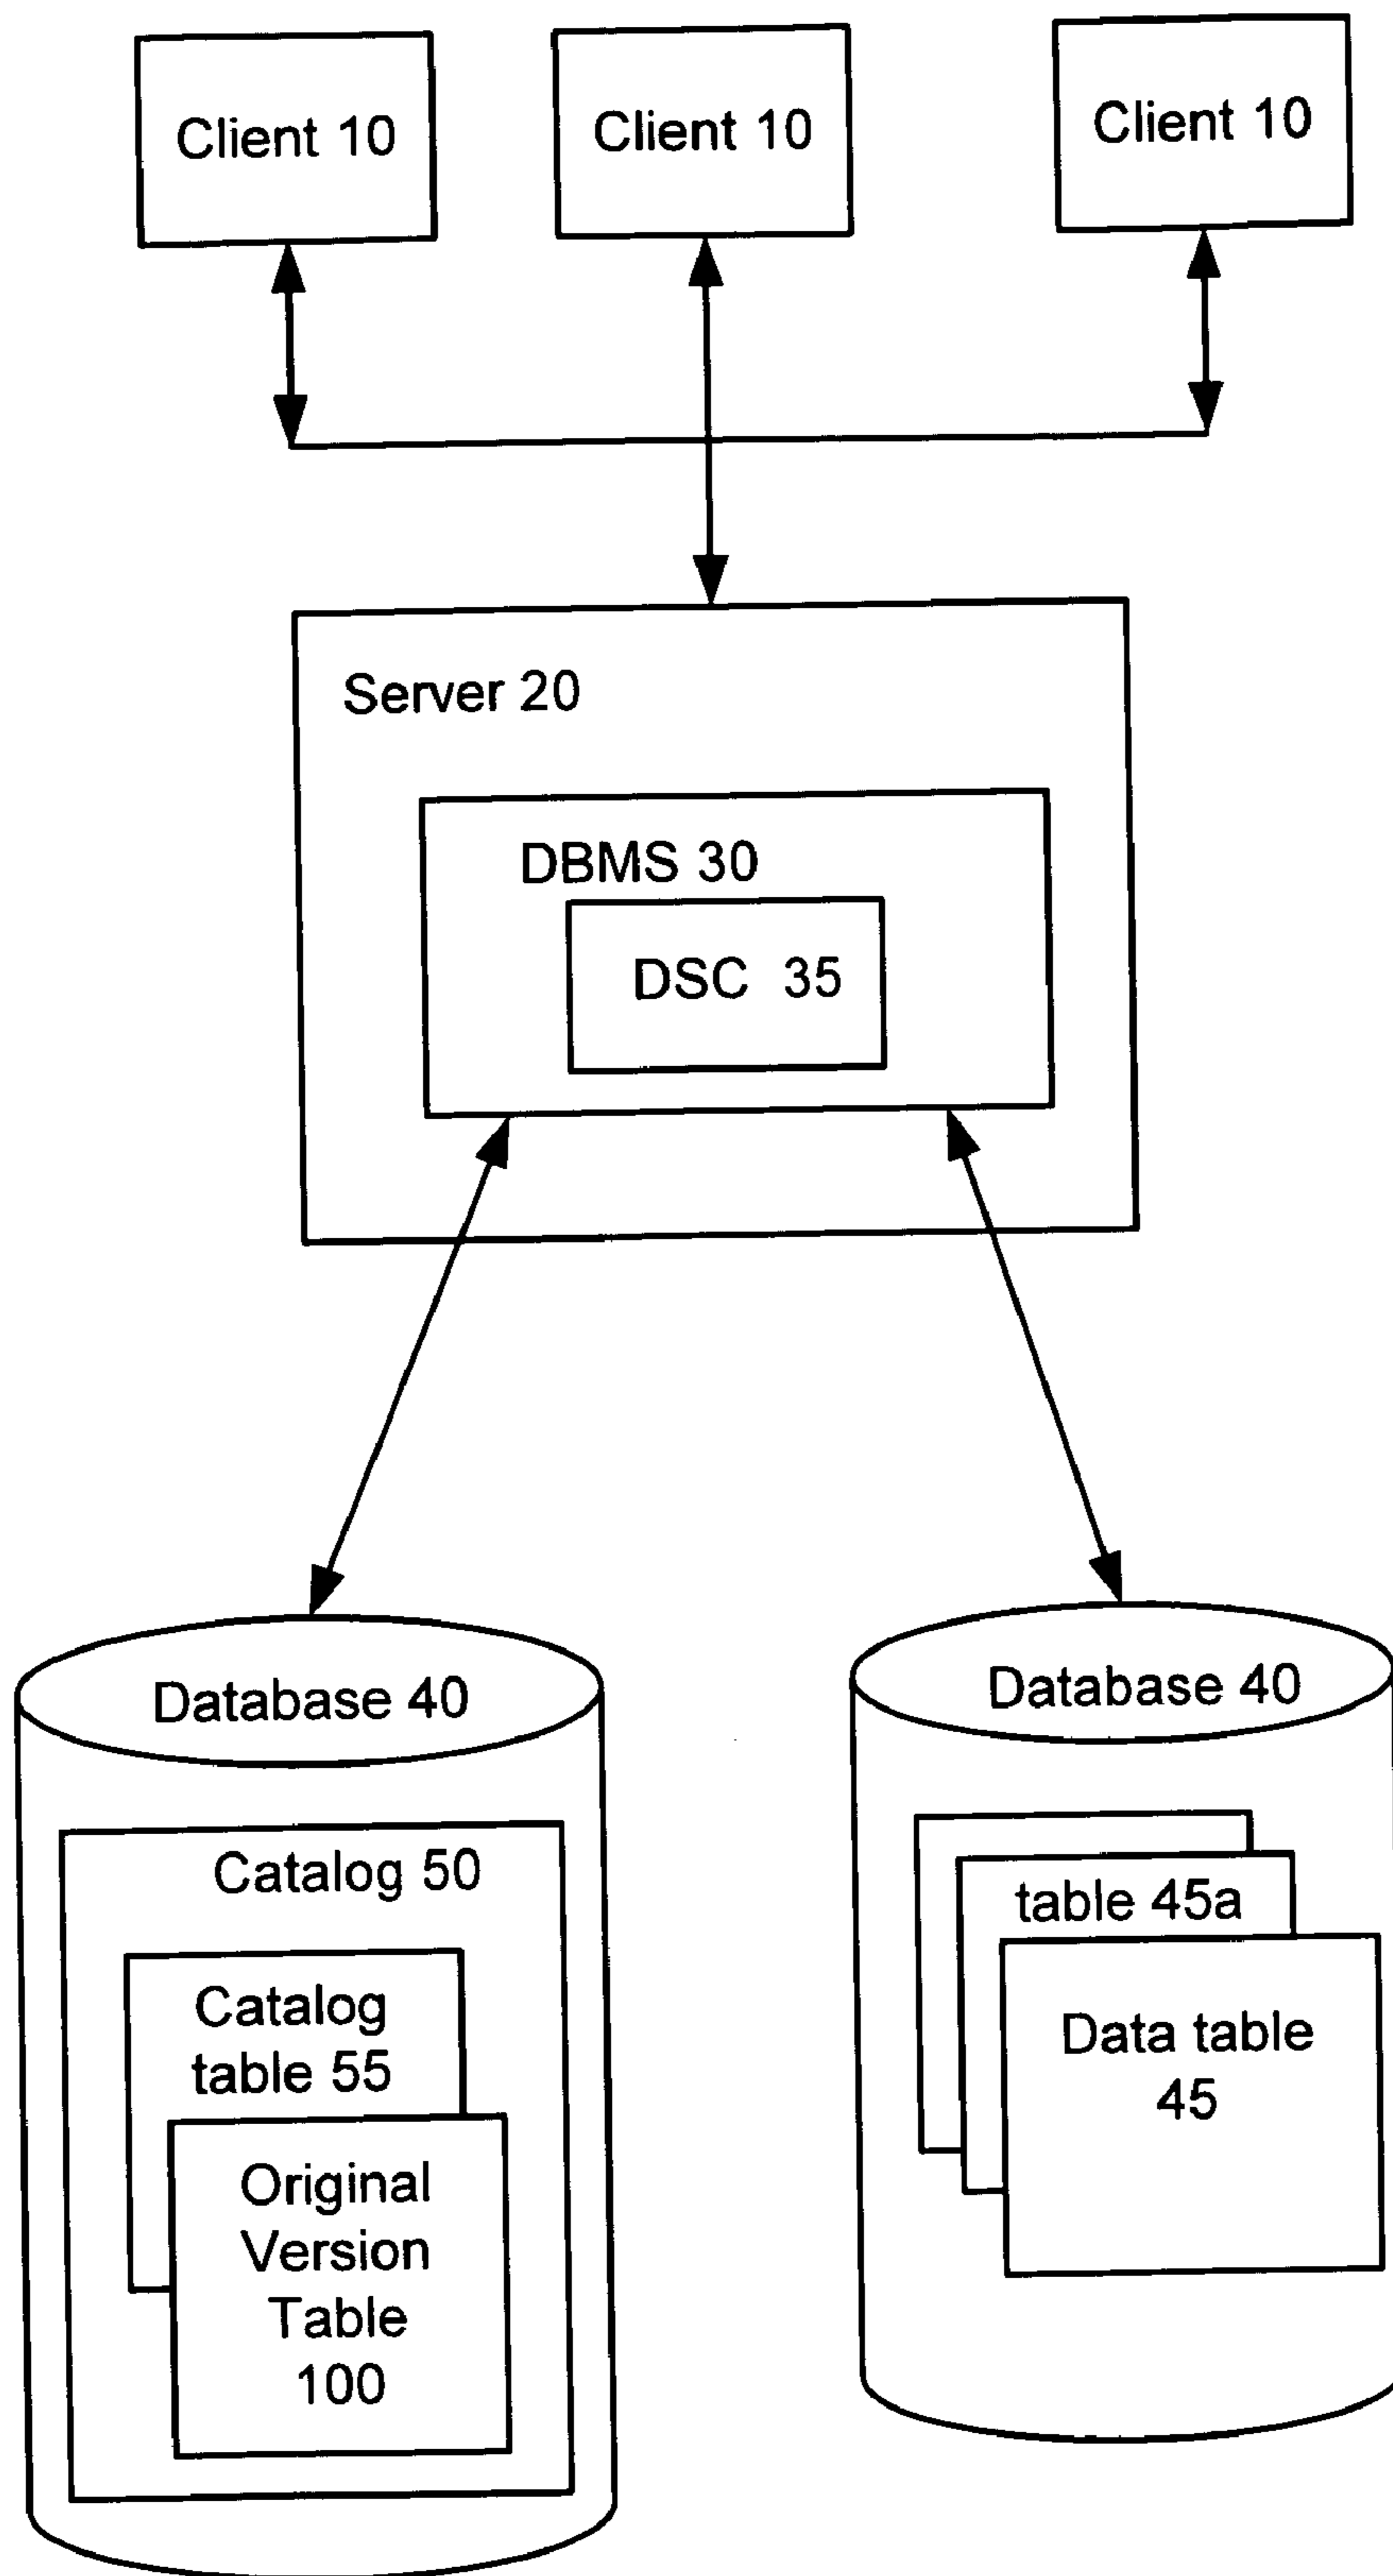 Client 10
Client 10
Client 10
Server 20
DBMS 30
DSC 35
Database 40
Database 40
Catalog 50
Catalog
table 55
Original
Version
Table
100
table 45a
Data table
45